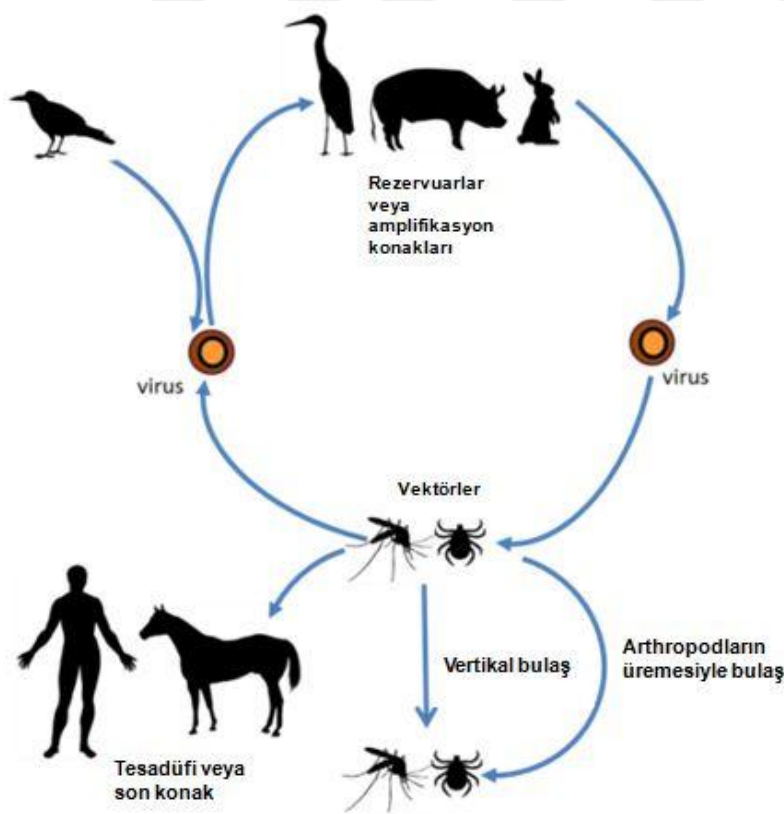 Rezervuarlar
veya
amplifikasyon
konakları
virus
virus
Vektörler
Vertikal bulaş
Arthropodların
üremesiyle bulaş
Tesadüfi veya
son konak